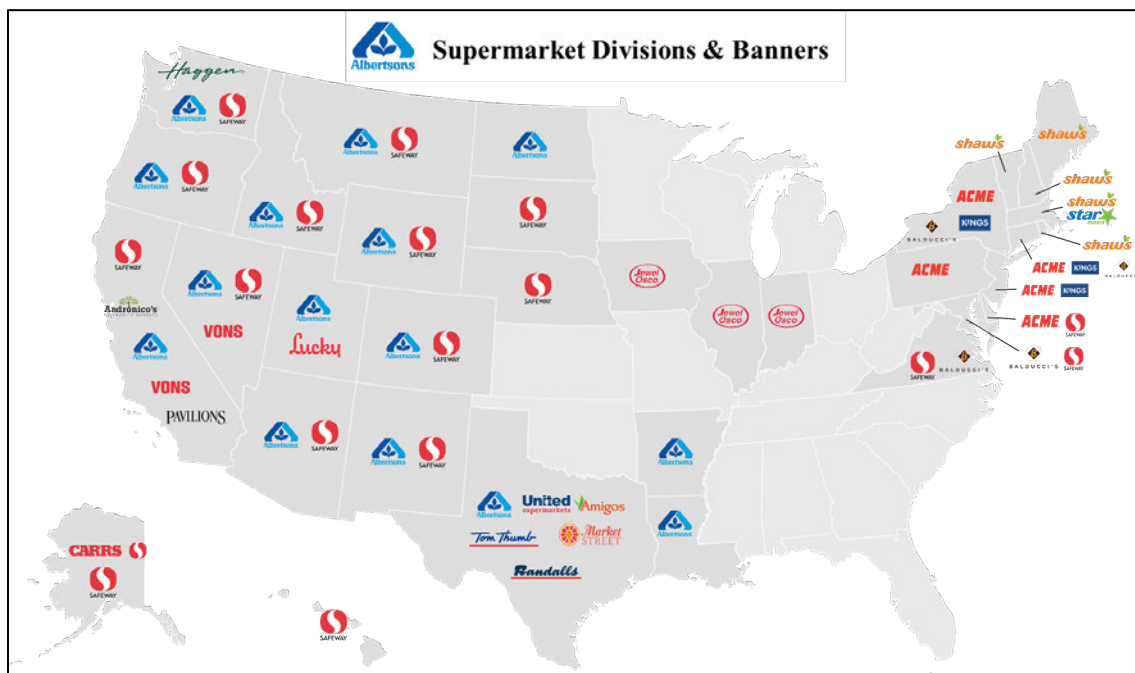 Albertsons
Supermarket Divisions & Banners
Haggen
Albertsons
SAFEWAY
Albertsons
SAFEWAY
Albertsons
shaw's
shaw's
Albertsons
SAFEWAY
shaw's
ACME
shaw's
star
market
Albertsons
SAFEWAY
SAFEWAY
BALDUCCI'S
KINGS
Albertsons
SAFEWAY
shaw's
SAFEWAY
Albertsons
SAFEWAY
SAFEWAY
Jewel
Osco
ACME
ACME
KINGS
BALDUCCI'S
ACME
KINGS
Andronico's
VONS
Albertsons
Lucky
Jewel
Osco
Jewel
Osco
ACME
SAFEWAY
Albertsons
Albertsons
SAFEWAY
SAFEWAY
BALDUCCI'S
BALDUCCI'S
SAFEWAY
VONS
PAVILIONS
Albertsons
SAFEWAY
Albertsons
SAFEWAY
Albertsons
Albertsons
United
supermarkets
Amigos
Albertsons
Tom Thumb
Market
STREET
Randalls
CARRS
SAFEWAY
SAFEWAY